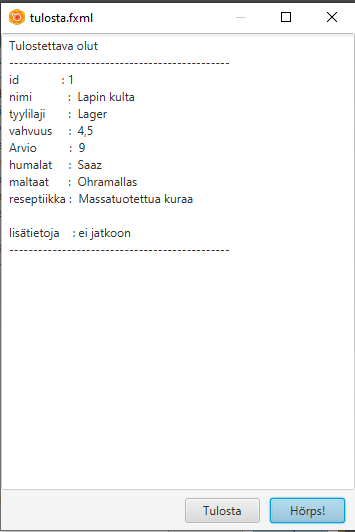 tulosta.fxml
Tulostettava olut
----------------------------------------------
id : 1
nimi : Lapin kulta
tyylilaji : Lager
vahvuus : 4,5
Arvio : 9
humalat : Saaz
maltaat : Ohramallas
reseptiikka : Massatuotettua kuraa
lisätietoja : ei jatkoon
----------------------------------------------
Tulosta
Hörps!